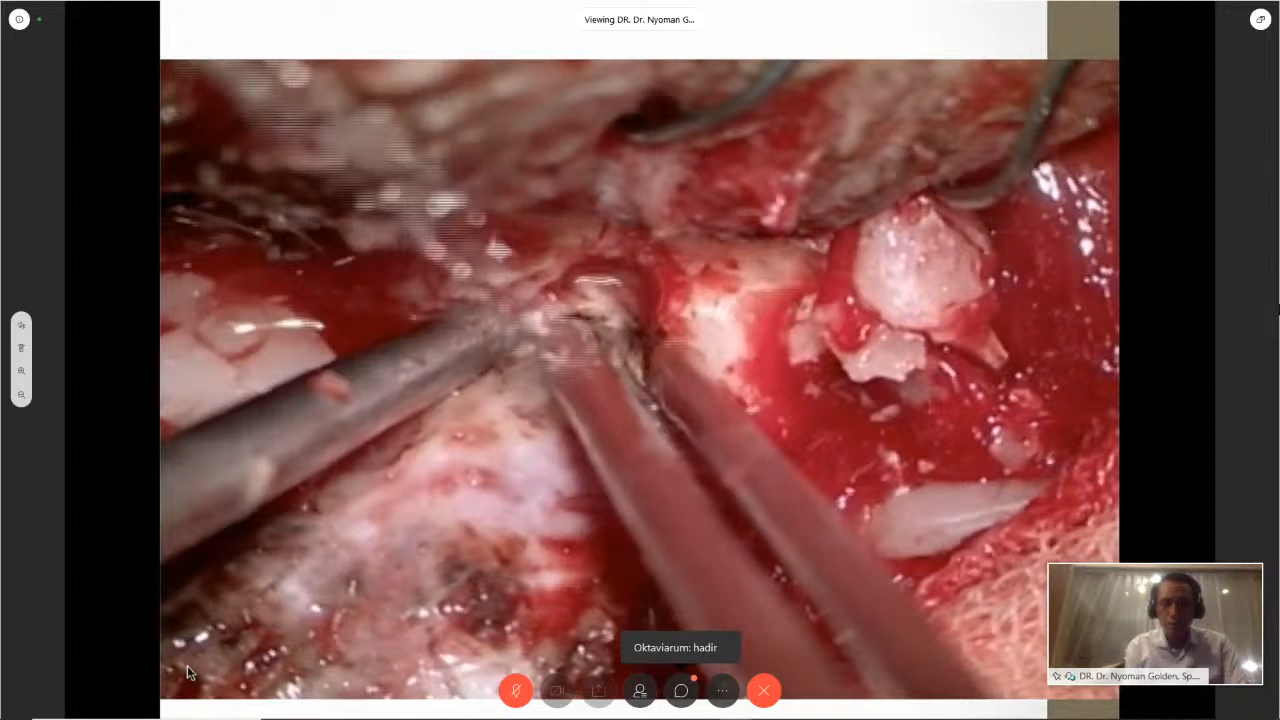 Viewing DR. Dr. Nyoman G...
Oktaviarum: hadir
DR. Dr. Nyoman Golden, Sp....